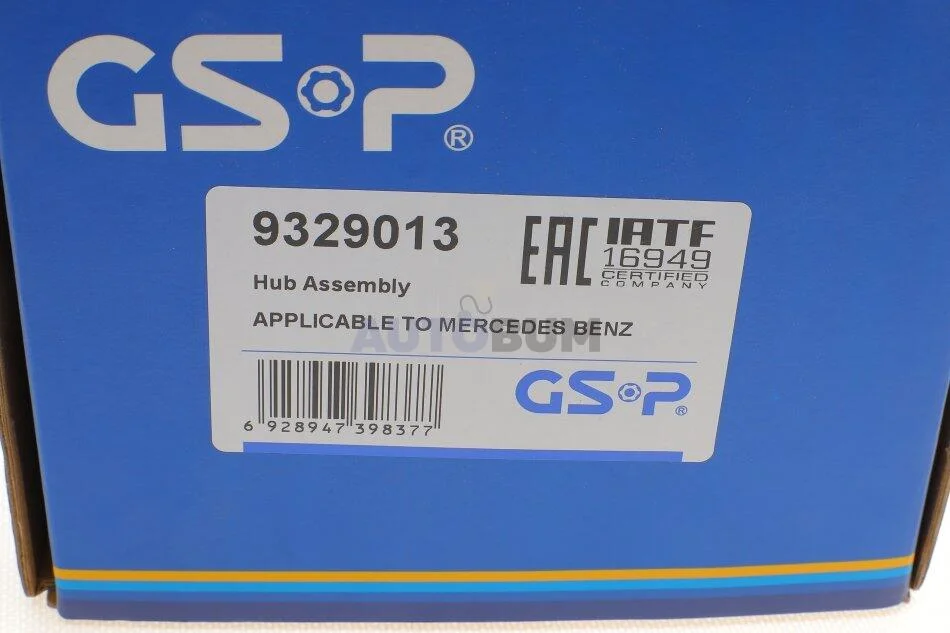 GSP®
9329013
EAC IATF
16949
CERTIFIED
COMPANY
Hub Assembly
APPLICABLE TO MERCEDES BENZ
AUTOBUM
GSP®
6 928947 398377